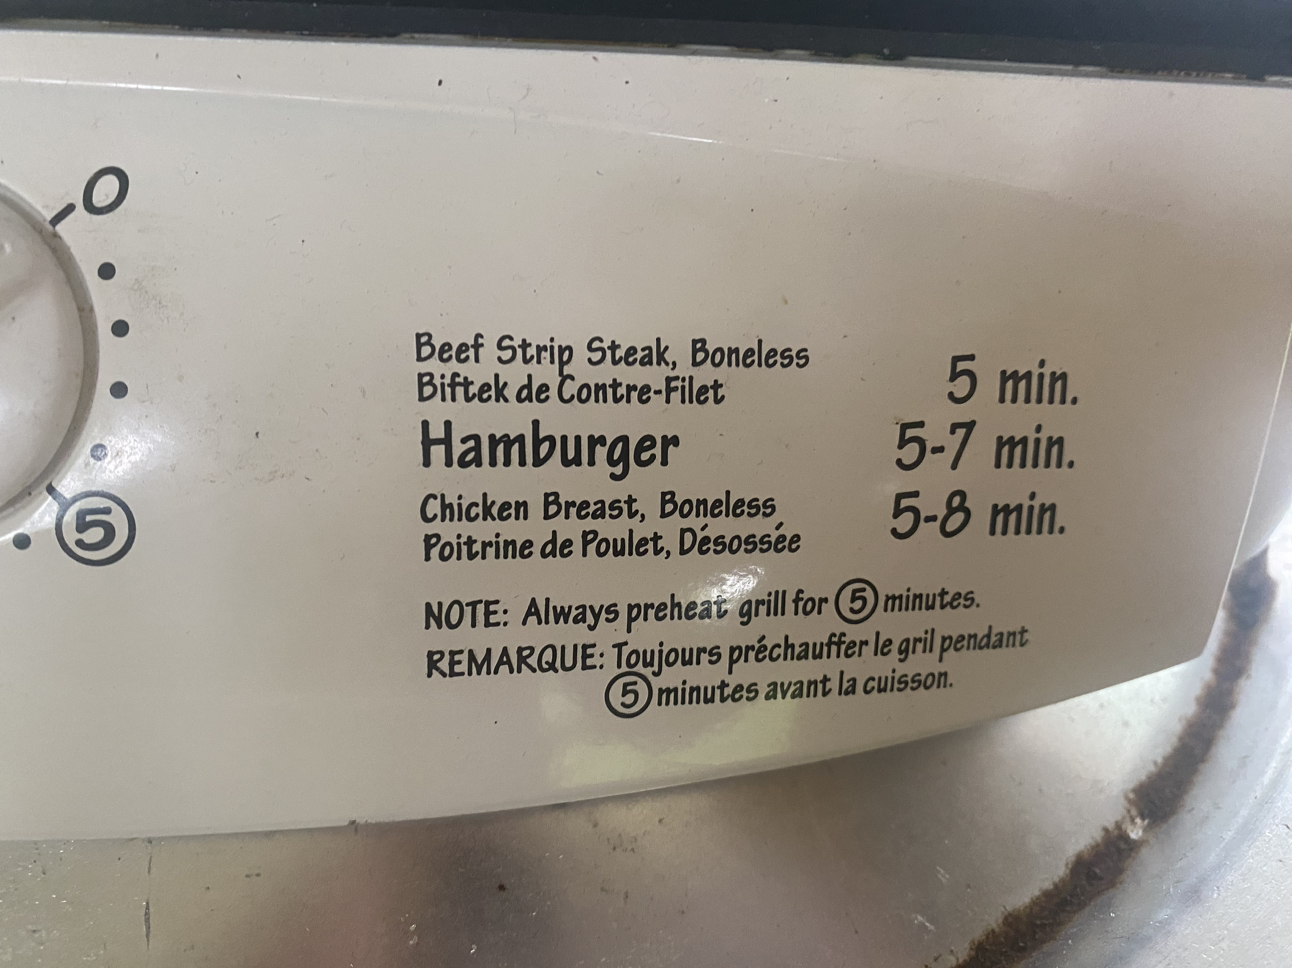 0
5
Beef Strip Steak, Boneless
Biftek de Contre-Filet
5 min.
Hamburger
5-7 min.
Chicken Breast, Boneless
Poitrine de Poulet, Désossée
5-8 min.
NOTE: Always preheat grill for 5 minutes.
REMARQUE: Toujours préchauffer le gril pendant
5 minutes avant la cuisson.